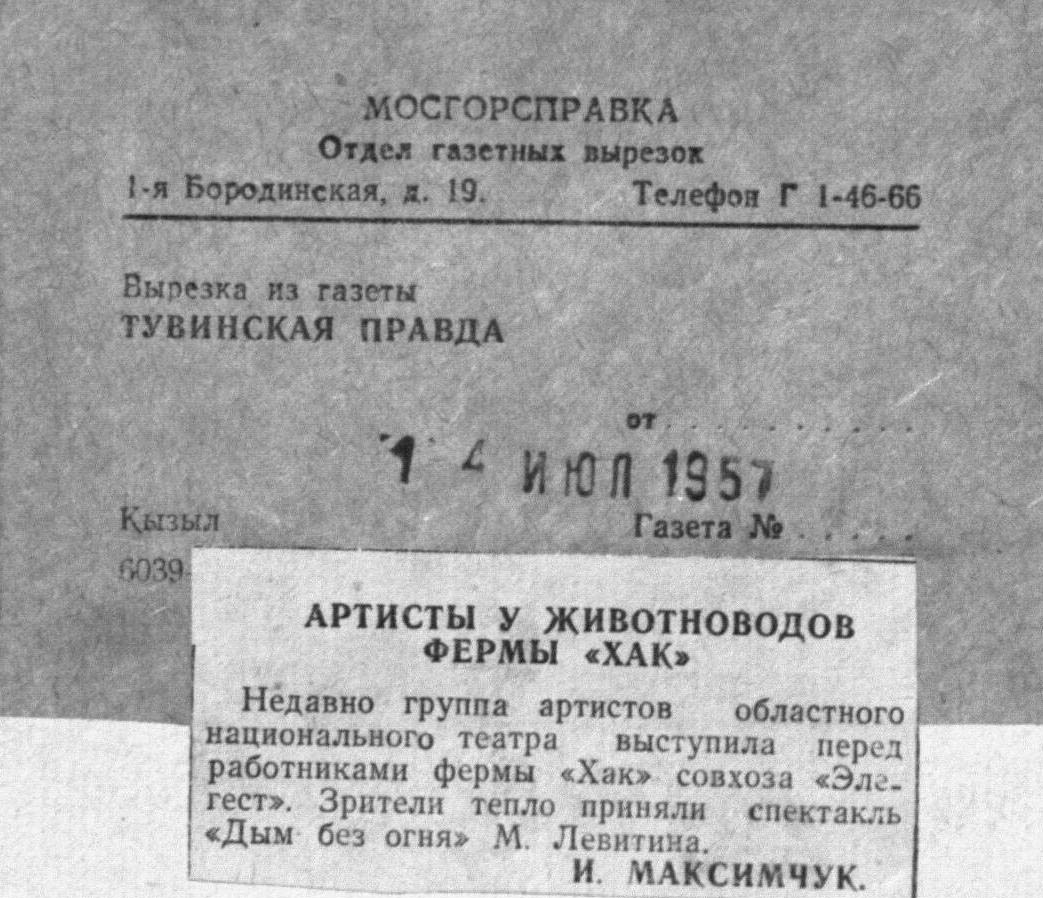 МОСГОРСПРАВКА
Отдел газетных вырезок
1-я Бородинская, д. 19. Телефон Г 1-46-66
Вырезка из газеты
ТУВИНСКАЯ ПРАВДА
от . . . . . . . . . .
14 ИЮЛ 1957
Кызыл Газета № . . . . .
6039
АРТИСТЫ У ЖИВОТНОВОДОВ
ФЕРМЫ «ХАК»
Недавно группа артистов областного
национального театра выступила перед
работниками фермы «Хак» совхоза «Эле-
гест». Зрители тепло приняли спектакль
«Дым без огня» М. Левитина.
И. МАКСИМЧУК.